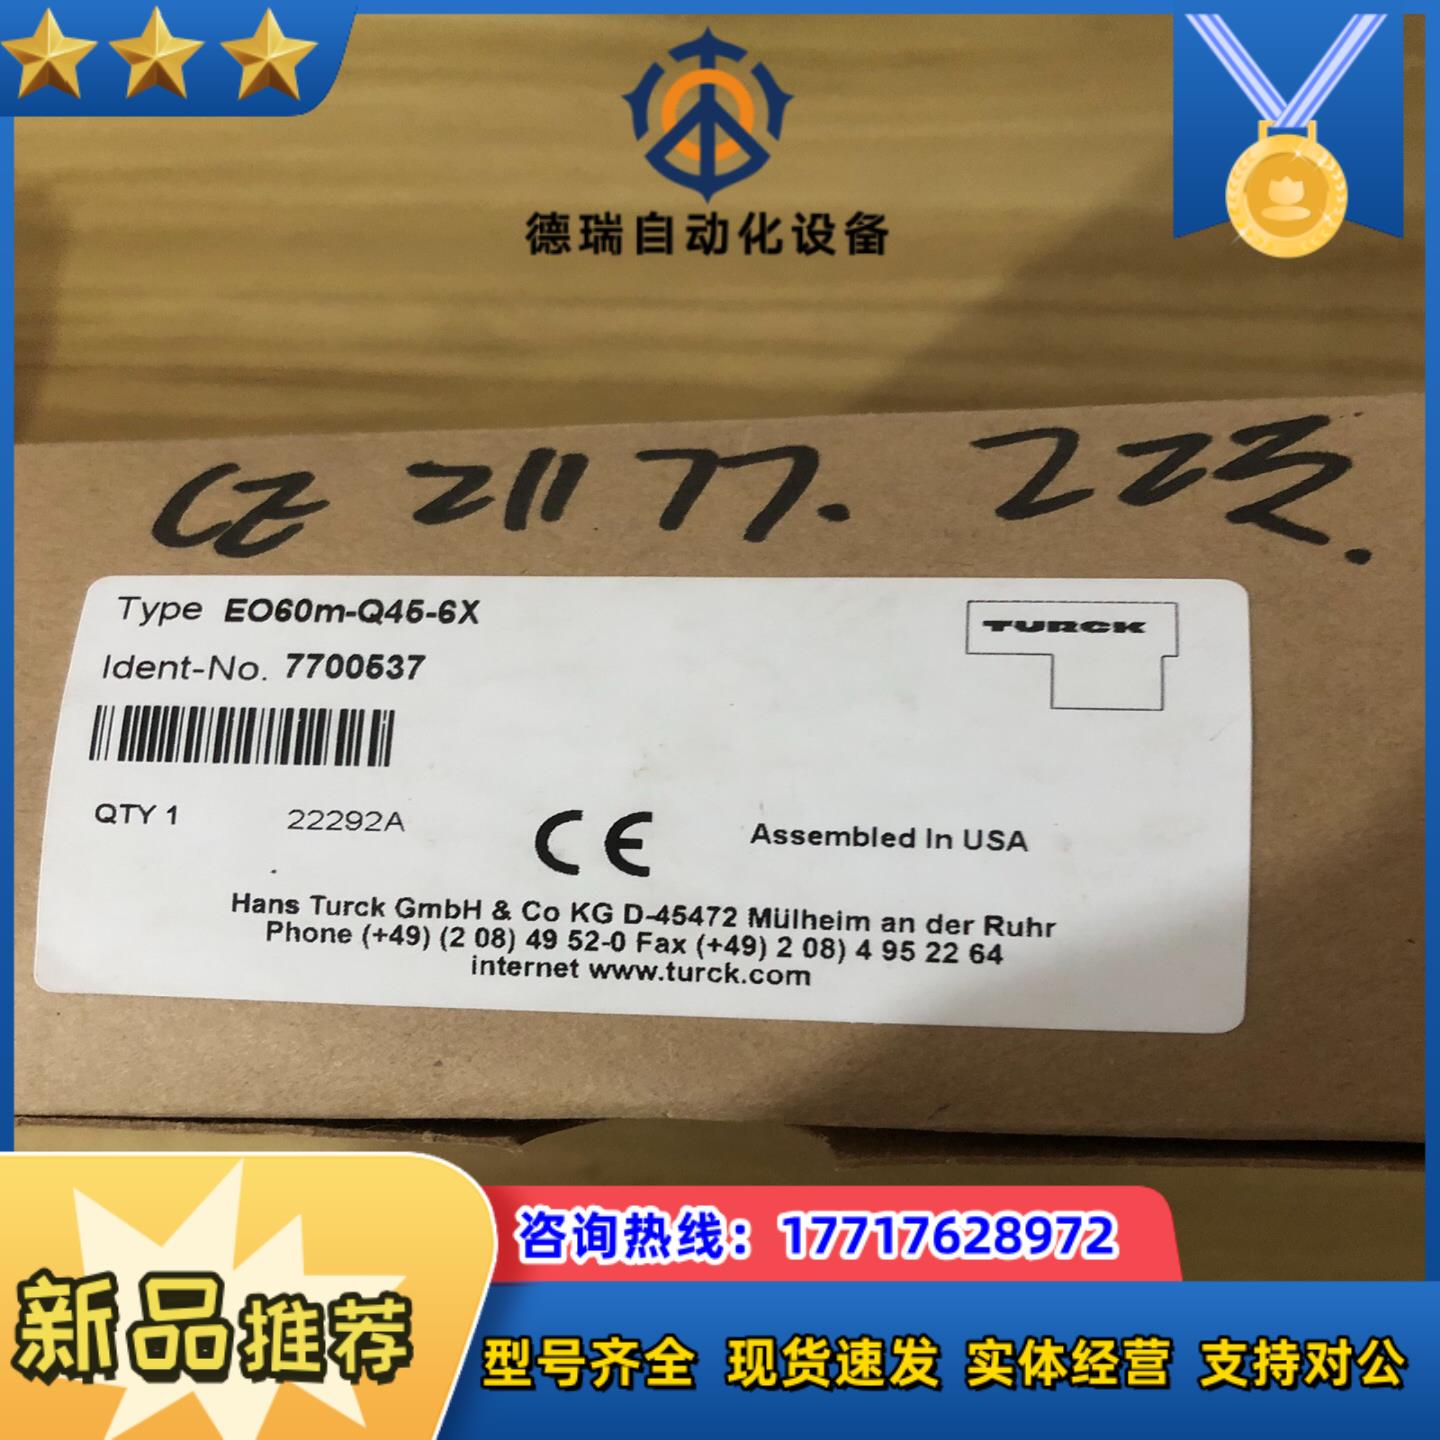 德瑞自动化设备
CZ 21177. 223.
Type EO60m-Q45-6X
Ident-No. 7700537
TURCK
QTY 1 22292A
CE
Assembled In USA
Hans Turck GmbH & Co KG D-45472 Mülheim an der Ruhr
Phone (+49) (2 08) 49 52-0 Fax (+49) 2 08) 4 95 22 64
internet www.turck.com
咨询热线：17717628972
新品推荐
型号齐全 现货速发 实体经营 支持对公